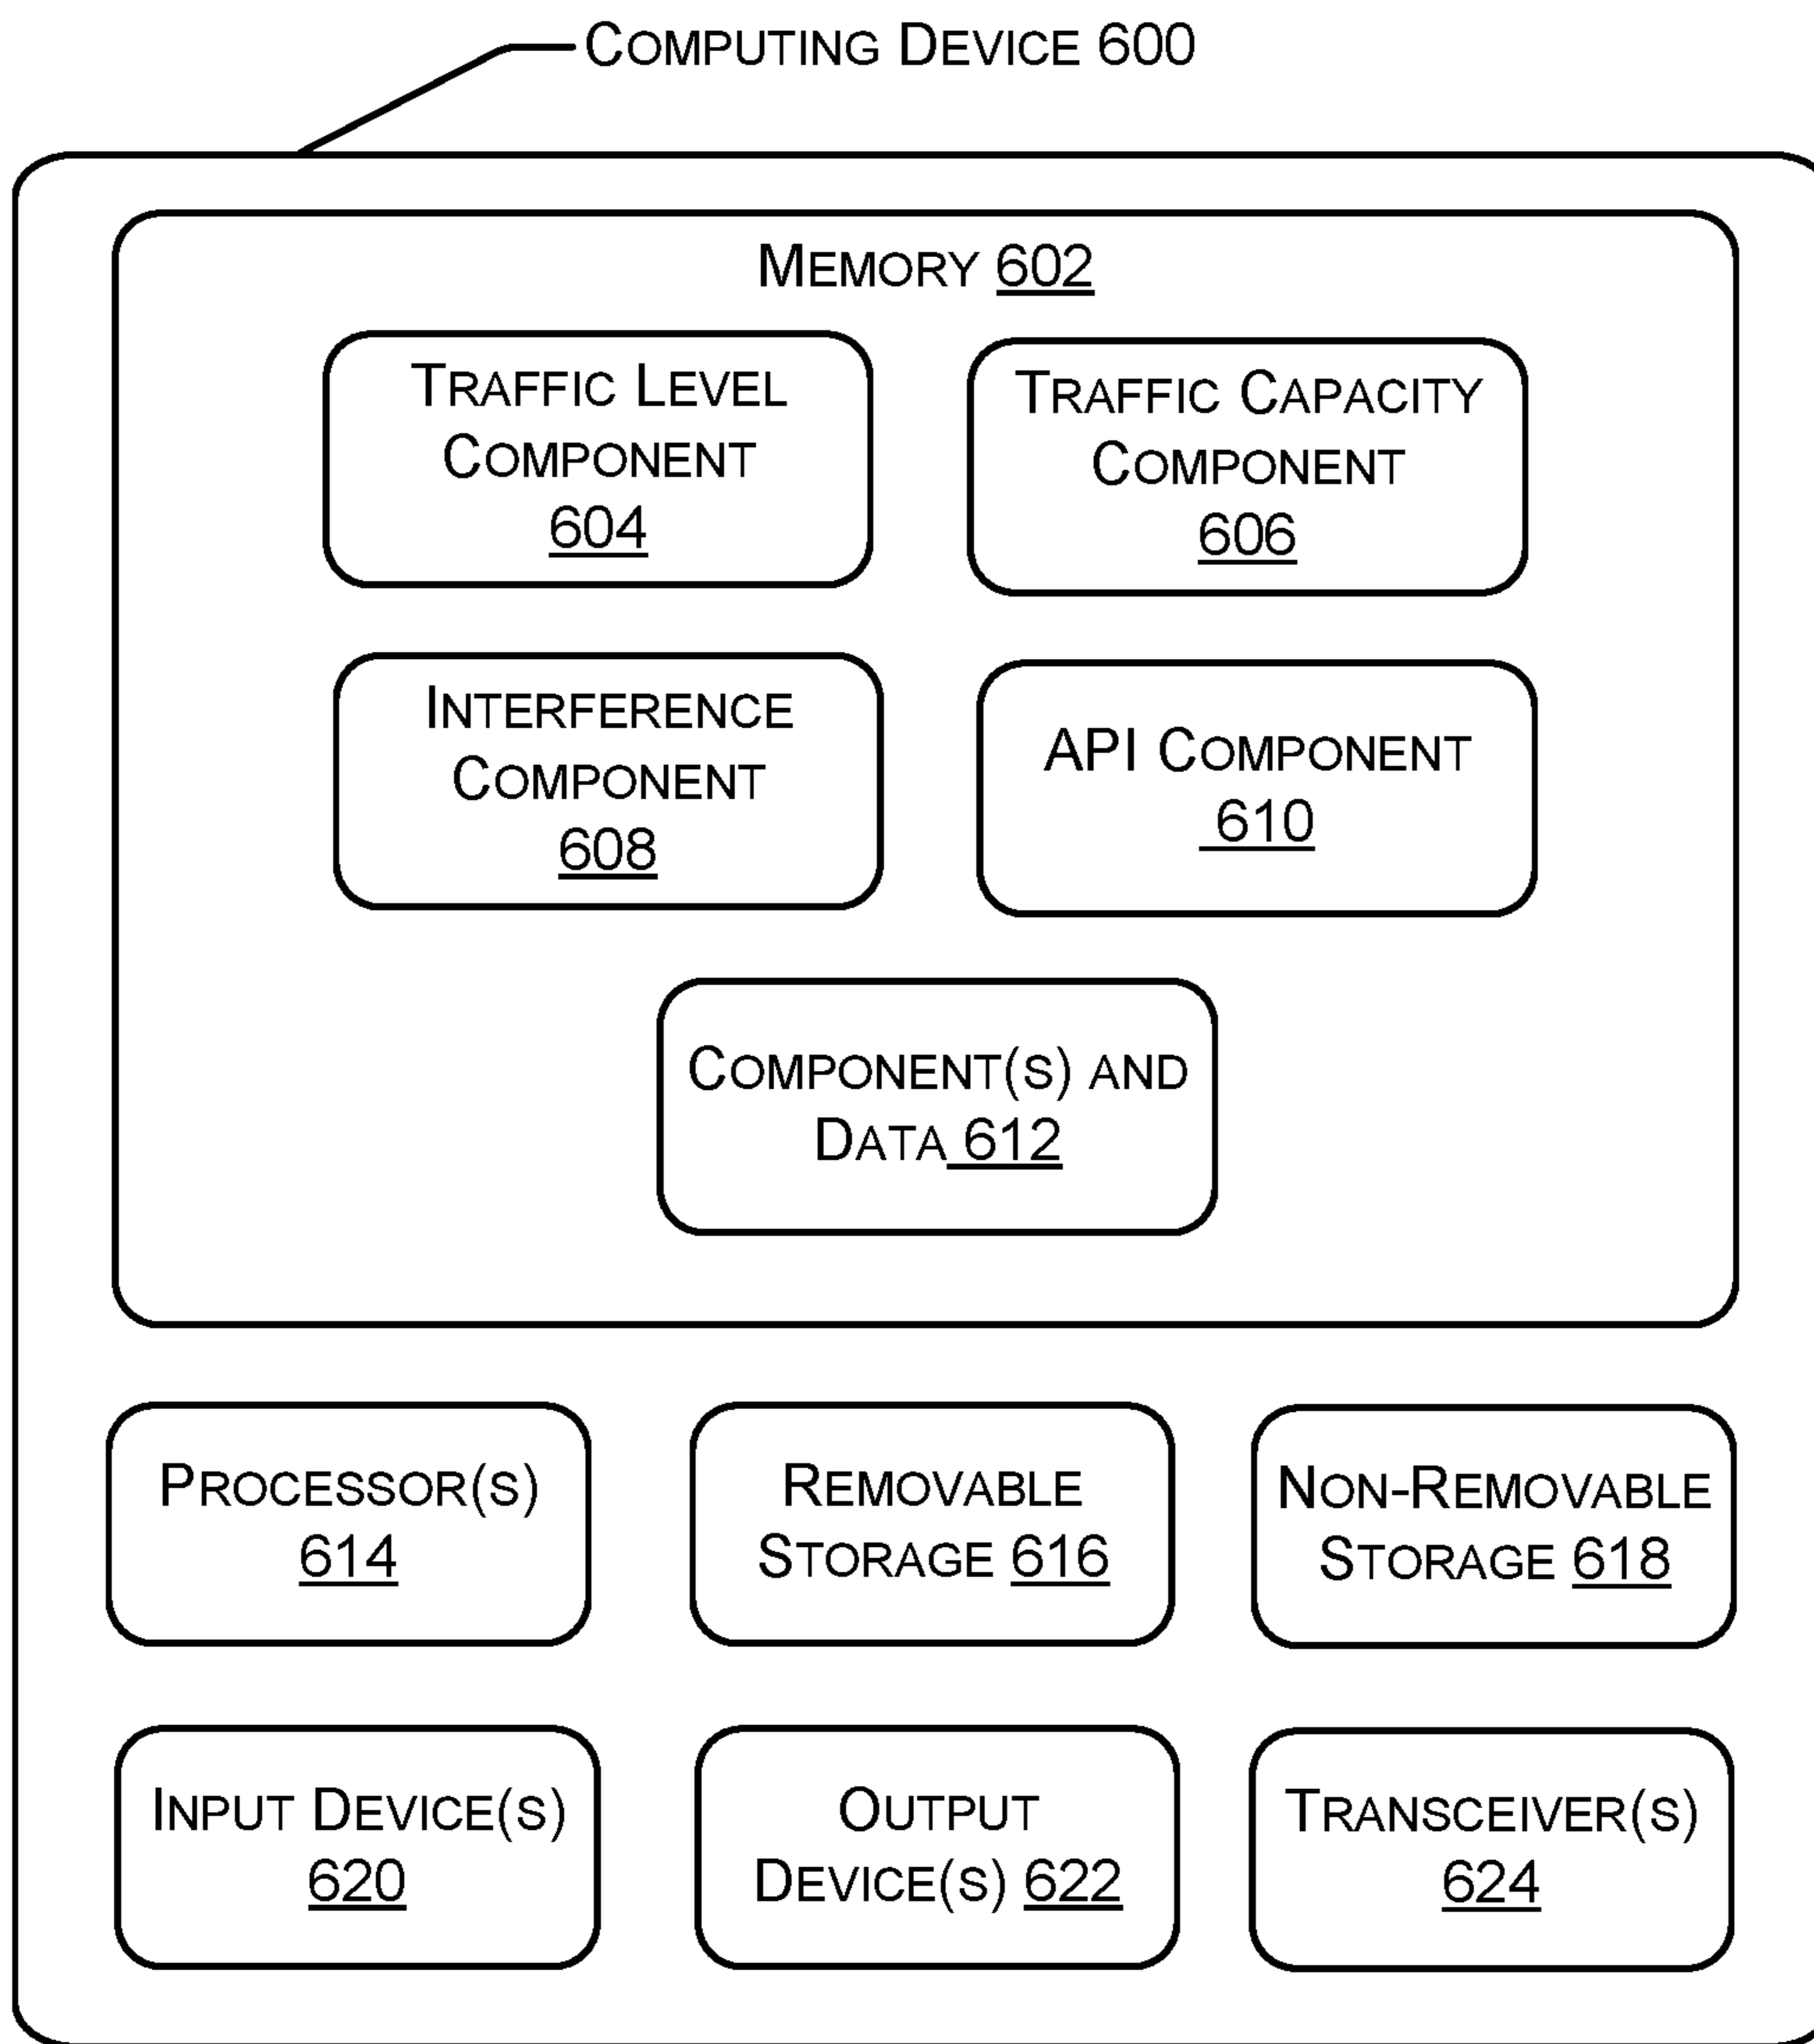 COMPUTING DEVICE 600
MEMORY 602
TRAFFIC LEVEL
COMPONENT
604
TRAFFIC CAPACITY
COMPONENT
606
INTERFERENCE
COMPONENT
608
API COMPONENT
610
COMPONENT(S) AND
DATA 612
PROCESSOR(S)
614
REMOVABLE
STORAGE 616
NON-REMOVABLE
STORAGE 618
INPUT DEVICE(S)
620
OUTPUT
DEVICE(S) 622
TRANSCEIVER(S)
624